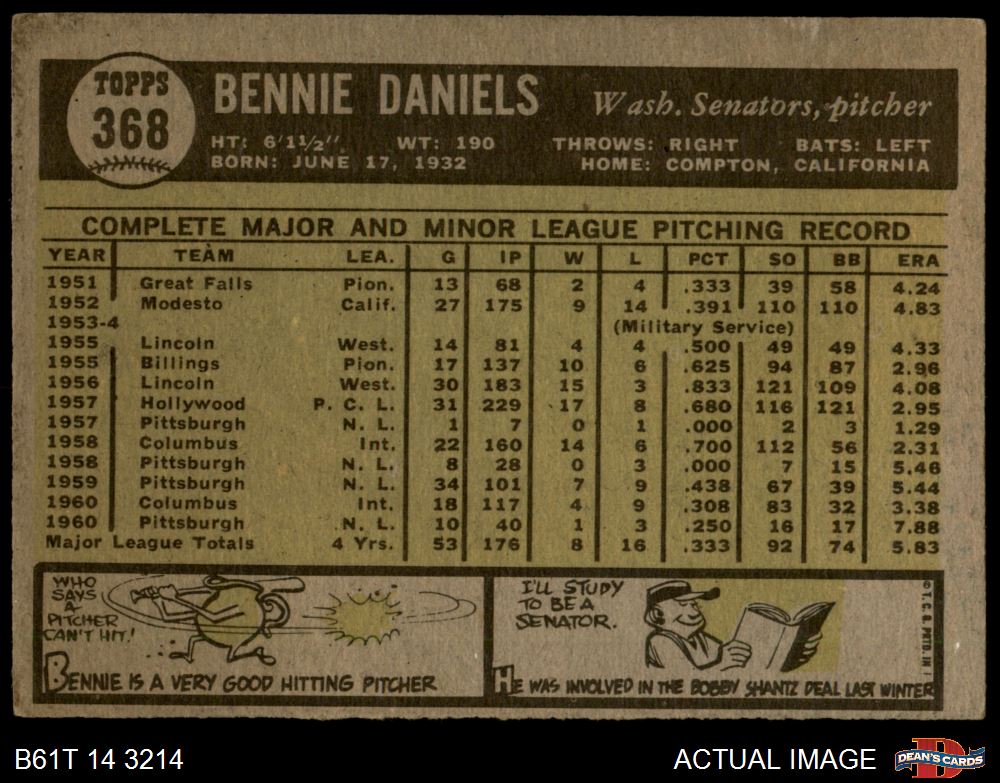 TOPPS
368
BENNIE DANIELS
Wash. Senators, pitcher
HT: 6'1½" WT: 190 THROWS: RIGHT BATS: LEFT
BORN: JUNE 17, 1932 HOME: COMPTON, CALIFORNIA
COMPLETE MAJOR AND MINOR LEAGUE PITCHING RECORD
YEAR TEAM LEA. G IP W L PCT SO BB ERA
1951 Great Falls Pion. 13 68 2 4 .333 39 58 4.24
1952 Modesto Calif. 27 175 9 14 .391 110 110 4.83
1953-4 (Military Service)
1955 Lincoln West. 14 81 4 4 .500 49 49 4.33
1955 Billings Pion. 17 137 10 6 .625 94 87 2.96
1956 Lincoln West. 30 183 15 3 .833 121 109 4.08
1957 Hollywood P. C. L. 31 229 17 8 .680 116 121 2.95
1957 Pittsburgh N. L. 1 7 0 1 .000 2 3 1.29
1958 Columbus Int. 22 160 14 6 .700 112 56 2.31
1958 Pittsburgh N. L. 8 28 0 3 .000 7 15 5.46
1959 Pittsburgh N. L. 34 101 7 9 .438 67 39 5.44
1960 Columbus Int. 18 117 4 9 .308 83 32 3.38
1960 Pittsburgh N. L. 10 40 1 3 .250 16 17 7.88
Major League Totals 4 Yrs. 53 176 8 16 .333 92 74 5.83
WHO
SAYS
A
PITCHER
CAN'T HIT!
BENNIE IS A VERY GOOD HITTING PITCHER
I'LL STUDY
TO BE A
SENATOR.
HE WAS INVOLVED IN THE BOBBY SHANTZ DEAL LAST WINTER
© T. C. G. PRTD. IN
B61T 14 3214
ACTUAL IMAGE
DEAN'S CARDS